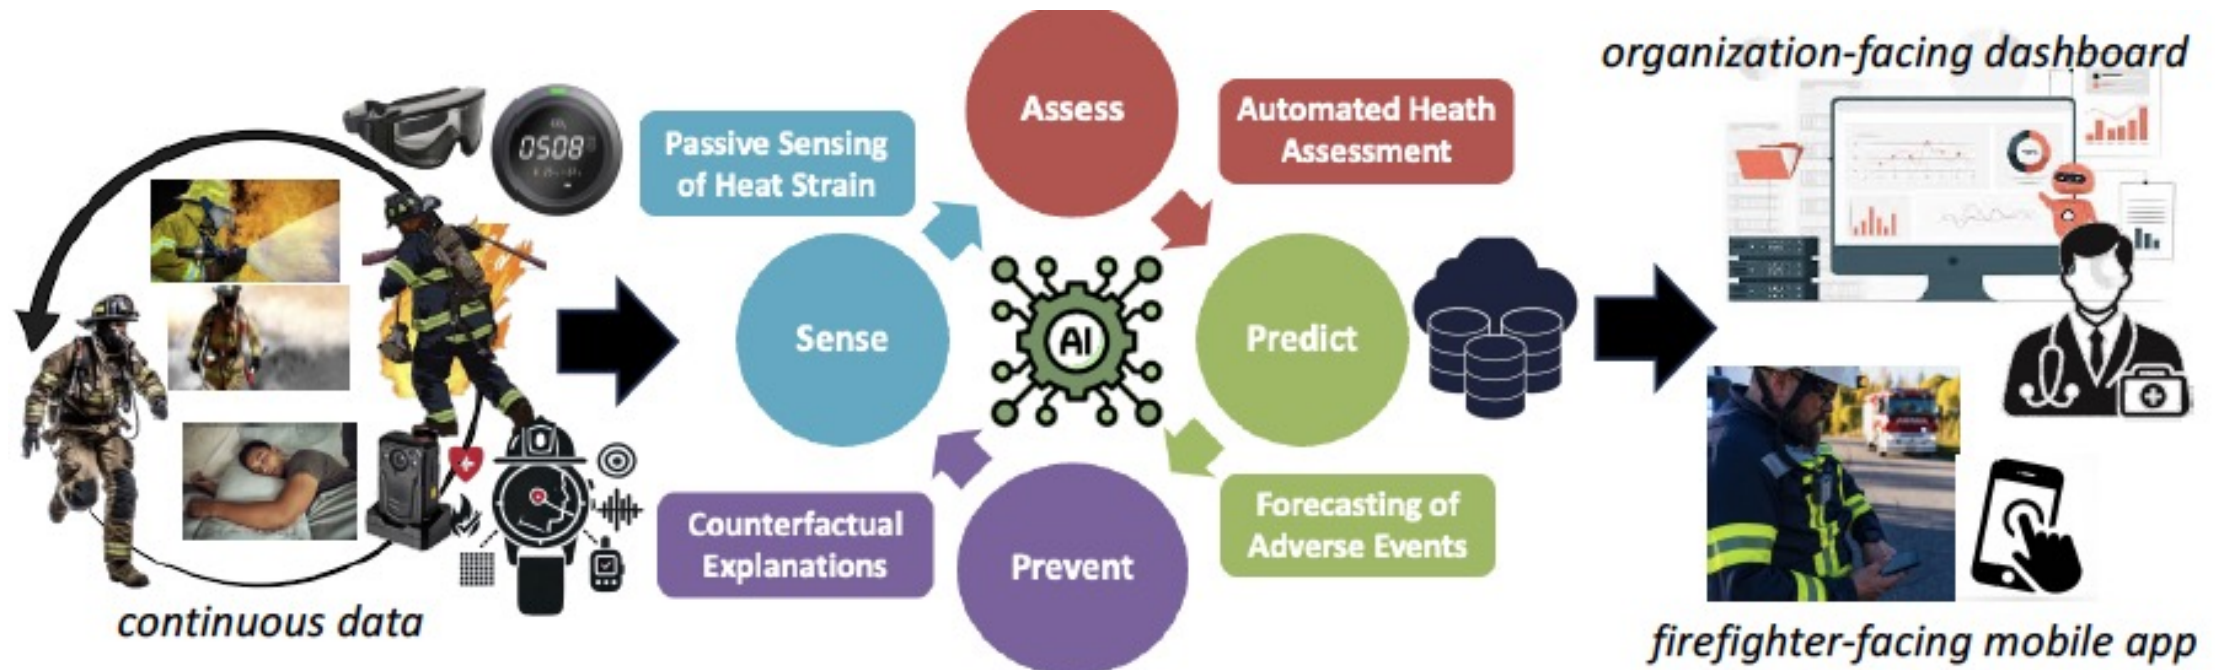 organization-facing dashboard
0508
Passive Sensing
of Heat Strain
Assess
Automated Heath
Assessment
Sense
AI
Predict
Counterfactual
Explanations
Prevent
Forecasting of
Adverse Events
continuous data
firefighter-facing mobile app